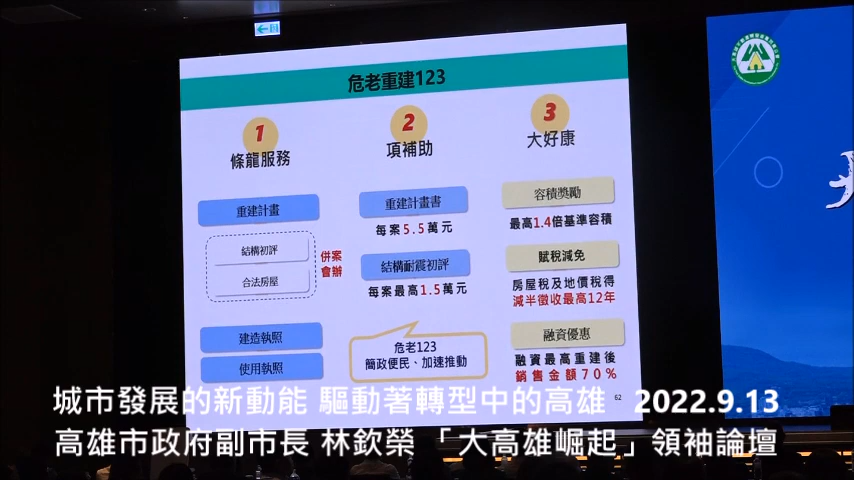 危老重建123
1
條龍服務
重建計畫
結構初評
合法房屋
併案
會辦
建造執照
使用執照
2
項補助
重建計畫書
每案5.5萬元
結構耐震初評
每案最高1.5萬元
危老123
簡政便民、加速推動
3
大好康
容積獎勵
最高1.4倍基準容積
賦稅減免
房屋稅及地價稅得
減半徵收最高12年
融資優惠
融資最高重建後
銷售金額70%
62
城市發展的新動能 驅動著轉型中的高雄 2022.9.13
高雄市政府副市長 林欽榮 「大高雄崛起」領袖論壇